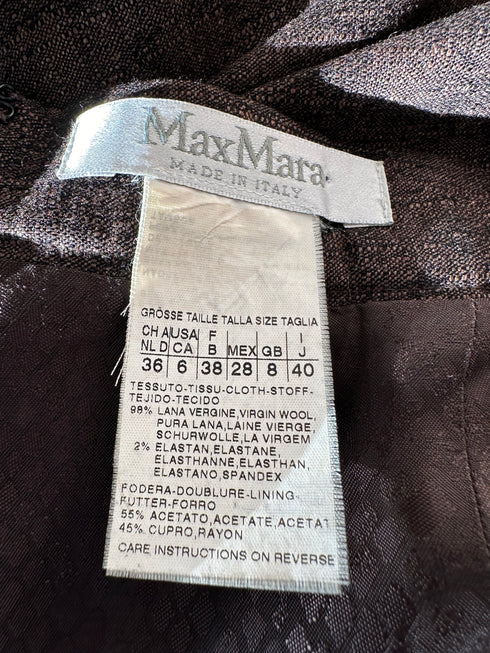 MaxMara
MADE IN ITALY
GRÖSSE TAILLE TALLA SIZE TAGLIA
CH A USA F I
NL D CA B MEX GB J
36 6 38 28 8 40
TESSUTO-TISSU-CLOTH-STOFF-
TEJIDO-TECIDO
98% LANA VERGINE,VIRGIN WOOL,
PURA LANA,LAINE VIERGE,
SCHURWOLLE,LA VIRGEM
2% ELASTAN,ELASTANE,
ELASTHANNE,ELASTHAN,
ELASTANO,SPANDEX
FODERA-DOUBLURE-LINING-
FUTTER-FORRO
55% ACETATO,ACETATE,ACETAT
45% CUPRO,RAYON
CARE INSTRUCTIONS ON REVERSE